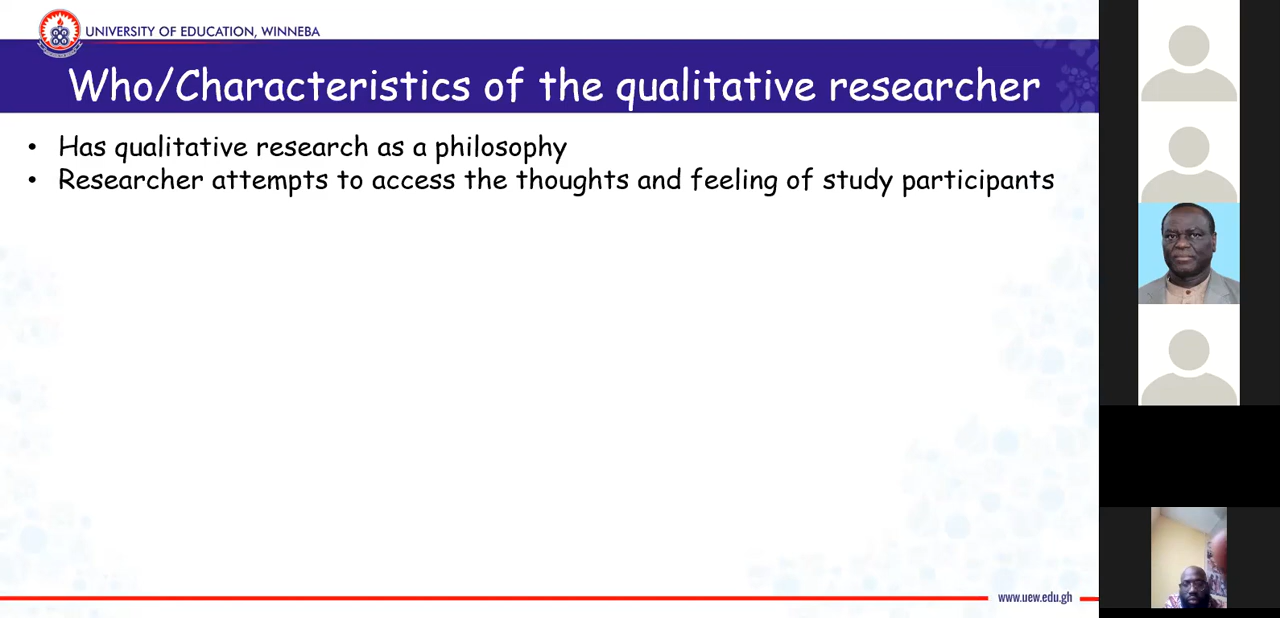 UNIVERSITY OF EDUCATION, WINNEBA
Who/Characteristics of the qualitative researcher
• Has qualitative research as a philosophy
• Researcher attempts to access the thoughts and feeling of study participants
www.uew.edu.gh